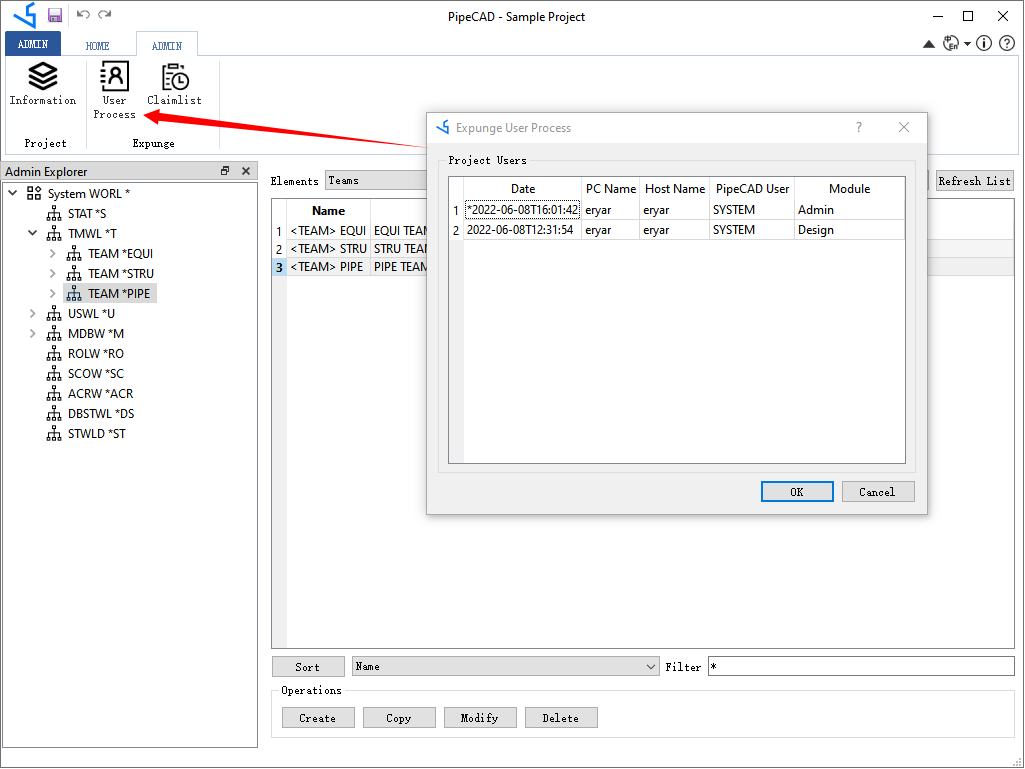 PipeCAD - Sample Project
ADMIN HOME ADMIN
Information User Process Claimlist
Project Expunge
Admin Explorer
System WORL *
STAT *S
TMWL *T
TEAM *EQUI
TEAM *STRU
TEAM *PIPE
USWL *U
MDBW *M
ROLW *RO
SCOW *SC
ACRW *ACR
DBSTWL *DS
STWLD *ST
Elements Teams Refresh List
Name
1 <TEAM> EQUI EQUI TEAM
2 <TEAM> STRU STRU TEAM
3 <TEAM> PIPE PIPE TEAM
Expunge User Process ?
Project Users
Date PC Name Host Name PipeCAD User Module
1 *2022-06-08T16:01:42 eryar eryar SYSTEM Admin
2 2022-06-08T12:31:54 eryar eryar SYSTEM Design
OK Cancel
Sort Name Filter *
Operations
Create Copy Modify Delete